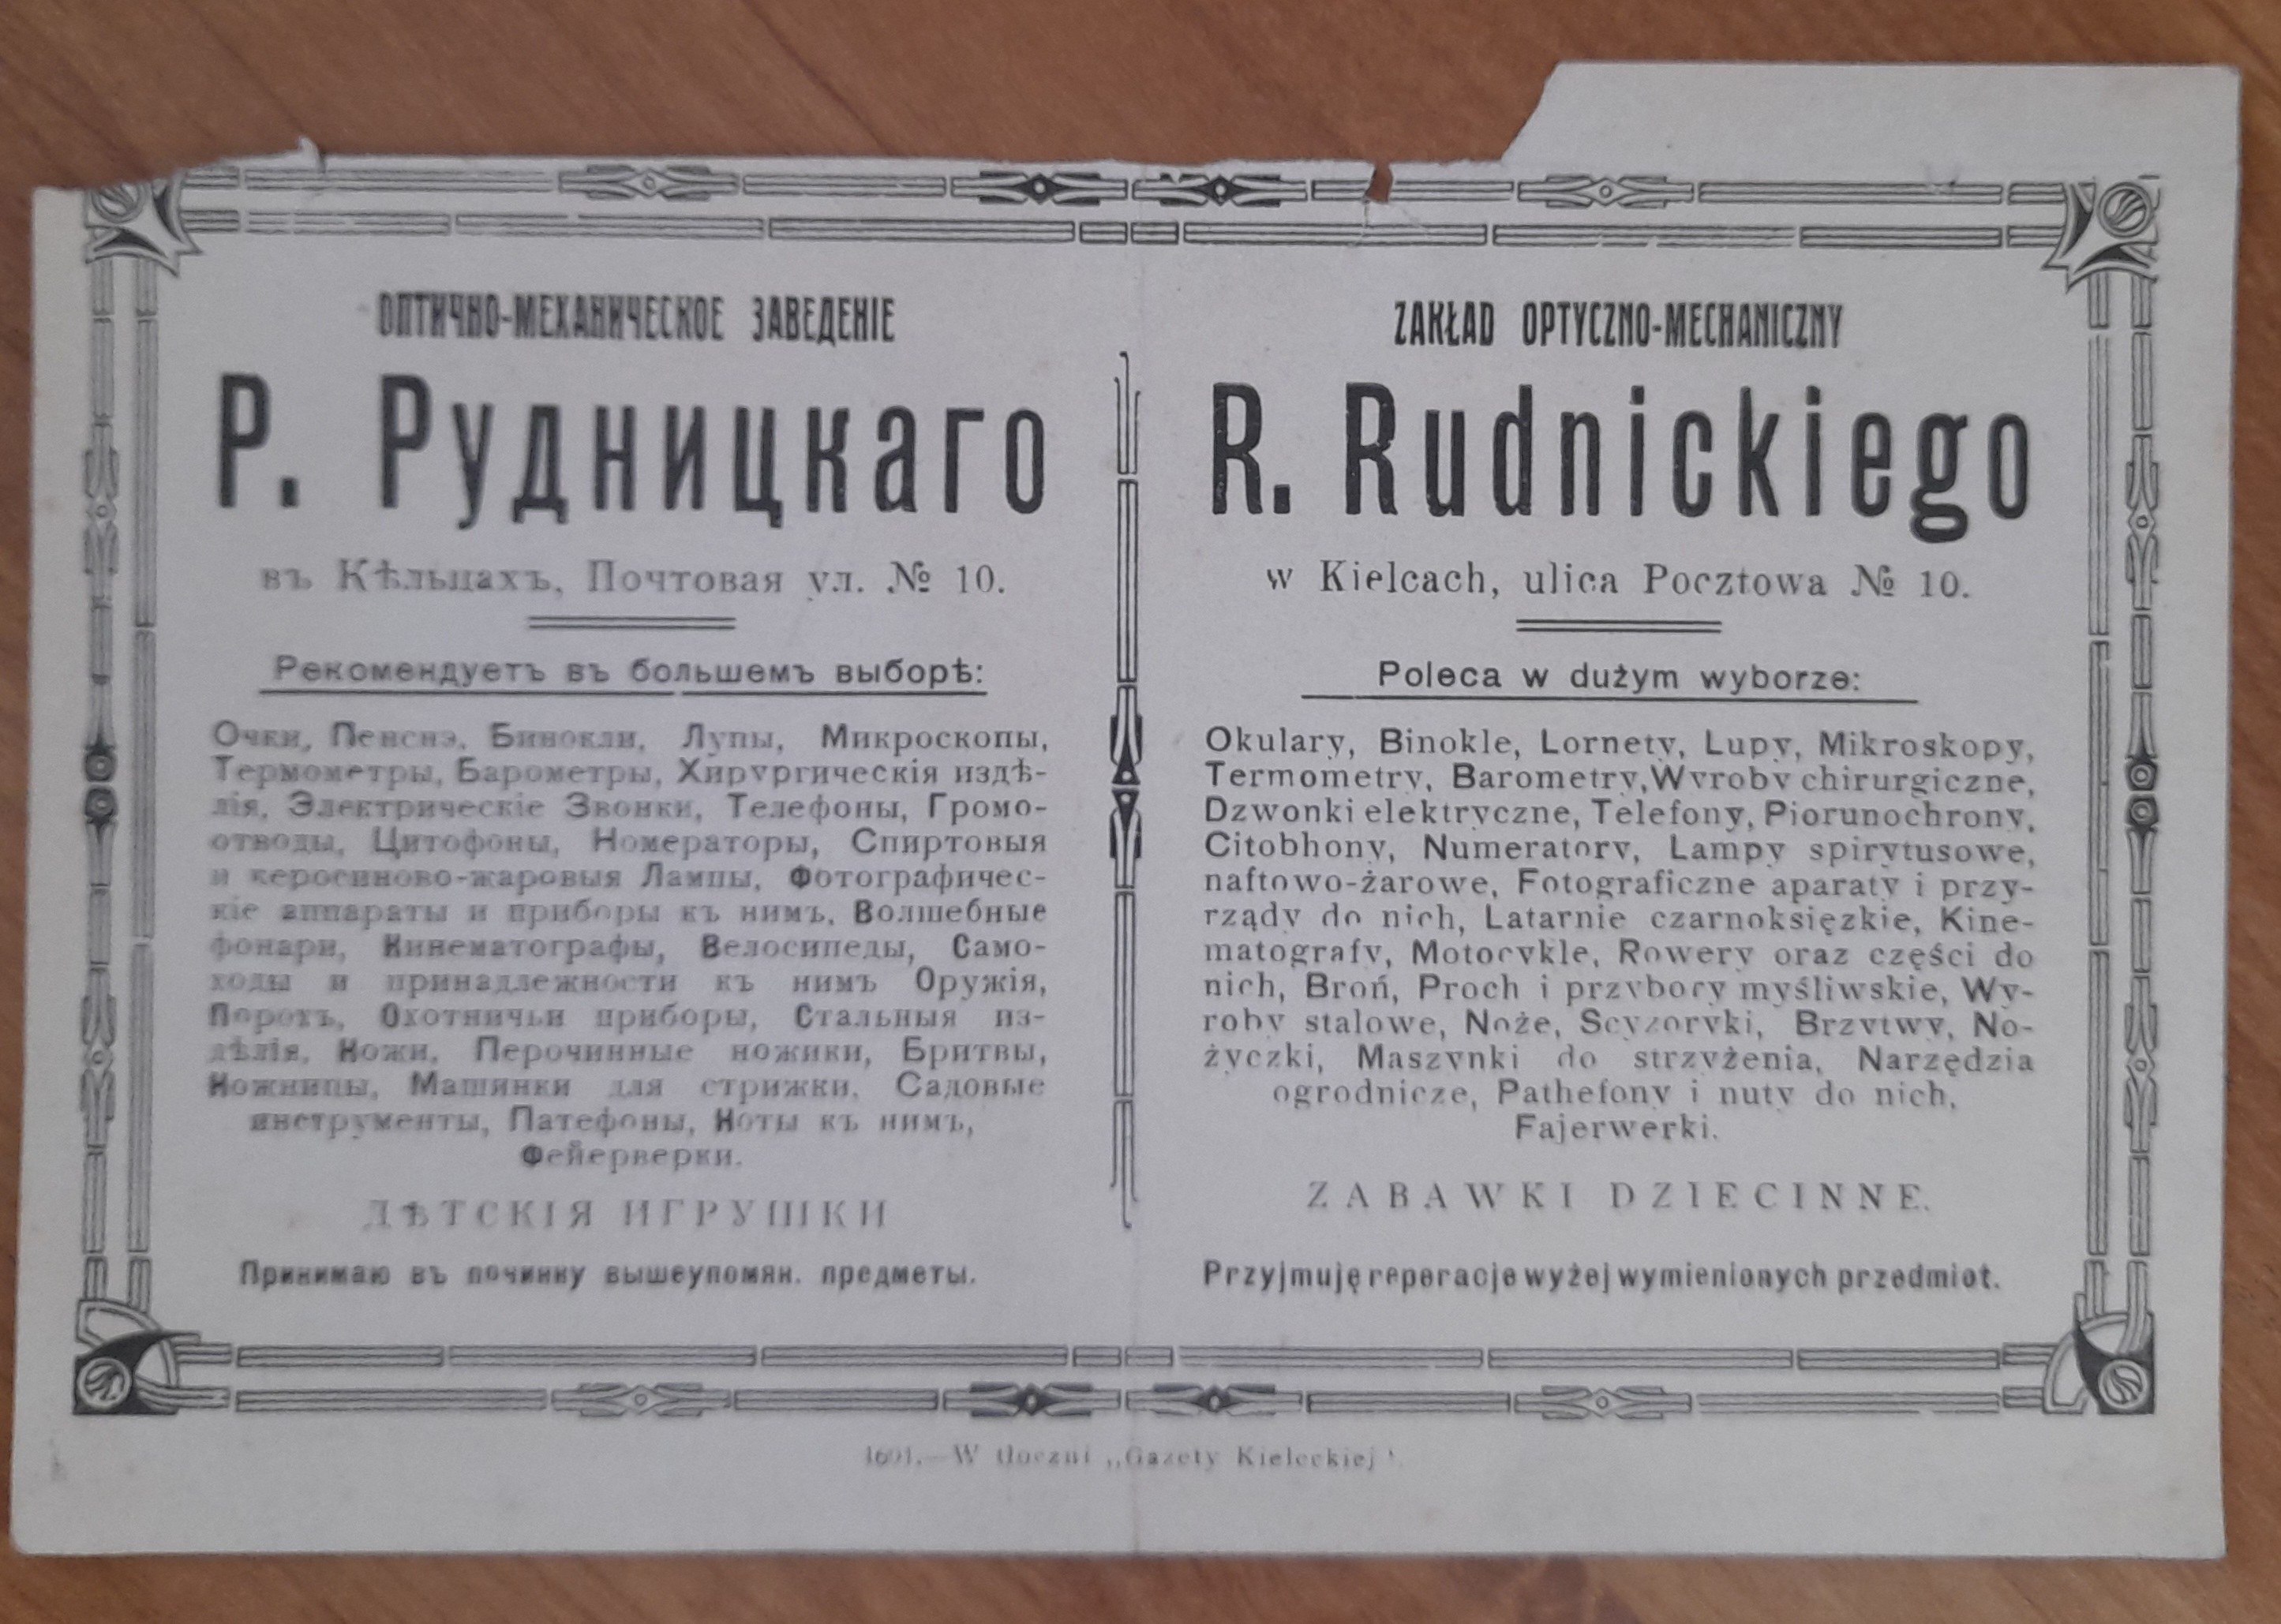 ОПТИЧНО-МЕХАНИЧЕСКОЕ ЗАВЕДЕНІЕ
Р. Рудницкаго
въ Кѣльцахъ, Почтовая ул. № 10.
Рекомендуетъ въ большемъ выборѣ:
Очки, Пенснэ, Бинокли, Лупы, Микроскопы,
Термометры, Барометры, Хирургическія издѣ-
лія, Электрическіе Звонки, Телефоны, Громо-
отводы, Цитофоны, Номераторы, Спиртовыя
и керосиново-жаровыя Лампы, Фотографичес-
кіе аппараты и приборы къ нимъ, Волшебные
фонари, Кинематографы, Велосипеды, Само-
ходы и принадлежности къ нимъ Оружія,
Порохъ, Охотничьи приборы, Стальныя из-
дѣлія, Ножи, Перочинные ножики, Бритвы,
Ножницы, Машинки для стрижки, Садовые
инструменты, Патефоны, Ноты къ нимъ,
Фейерверки.
ДѢТСКІЯ ИГРУШКИ
Принимаю въ починку вышеупомян. предметы.
ZAKŁAD OPTYCZNO-MECHANICZNY
R. Rudnickiego
w Kielcach, ulica Pocztowa № 10.
Poleca w dużym wyborze:
Okulary, Binokle, Lornety, Lupy, Mikroskopy,
Termometry, Barometry, Wyroby chirurgiczne,
Dzwonki elektryczne, Telefony, Piorunochrony,
Citobhony, Numeratory, Lampy spirytusowe,
naftowo-żarowe, Fotograficzne aparaty i przy-
rządy do nich, Latarnie czarnoksięzkie, Kine-
matografy, Motocykle, Rowery oraz części do
nich, Broń, Proch i przybory myśliwskie, Wy-
roby stalowe, Noże, Scyzoryki, Brzytwy, No-
życzki, Maszynki do strzyżenia, Narzędzia
ogrodnicze, Pathefony i nuty do nich,
Fajerwerki.
ZABAWKI DZIECINNE.
Przyjmuję reperacje wyżej wymienionych przedmiot.
1691.—W tłoczni „Gazety Kieleckiej".